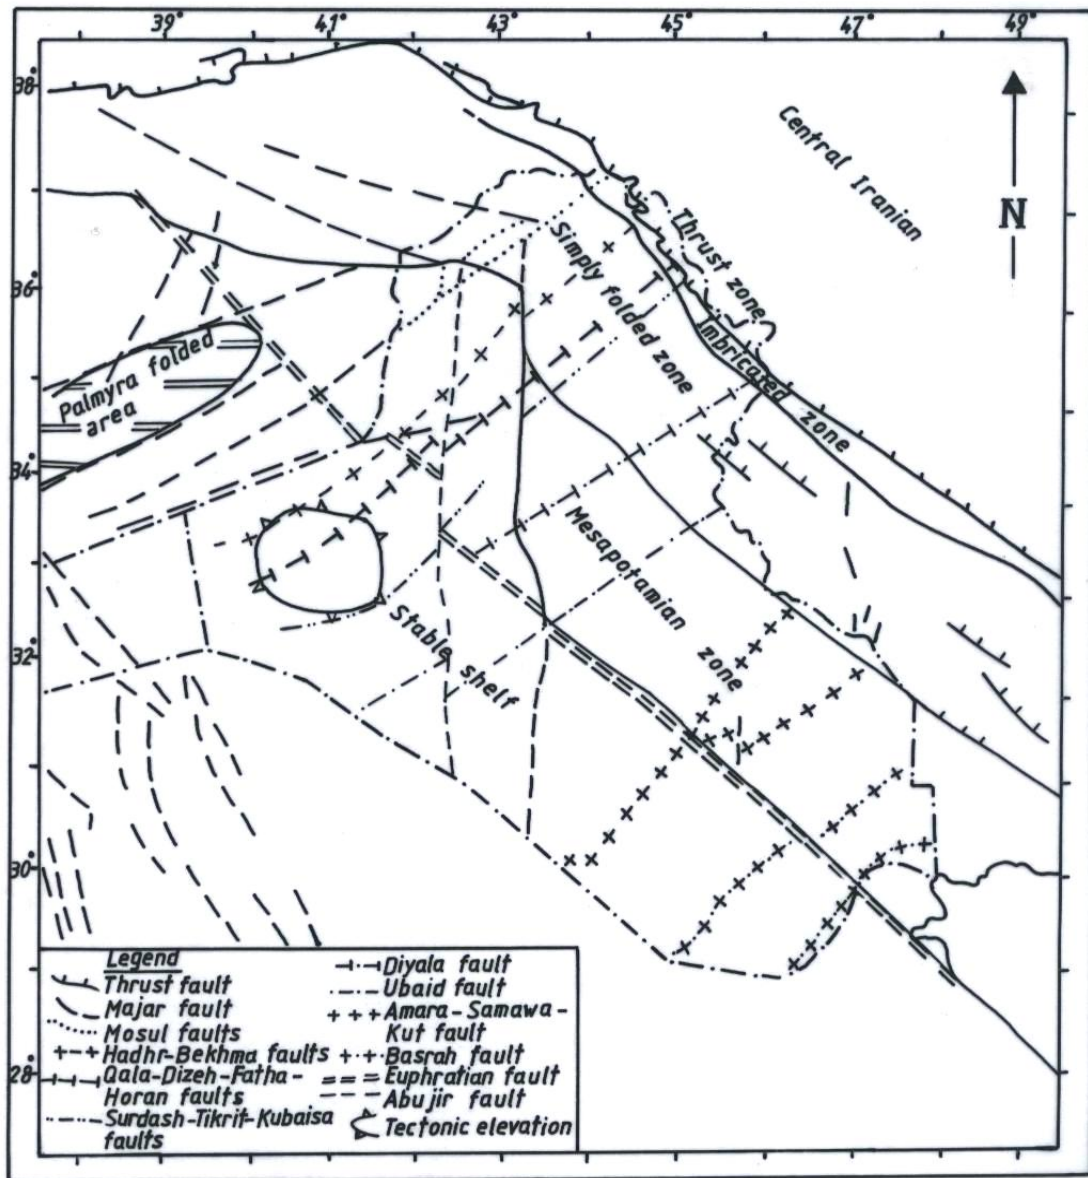 39° 41° 43° 45° 47° 49°
38°
36°
34°
32°
30°
28°
Central Iranian
N
Thrust zone
Simply folded zone
Imbricated zone
Palmyra folded
area
Mesapotamian zone
Stable shelf
Legend
Thrust fault
Majar fault
Mosul faults
Hadhr-Bekhma faults
Qala-Dizeh-Fatha-
Horan faults
Surdash-Tikrit-Kubaisa
faults
Diyala fault
Ubaid fault
Amara-Samawa-
Kut fault
Basrah fault
Euphratian fault
Abujir fault
Tectonic elevation